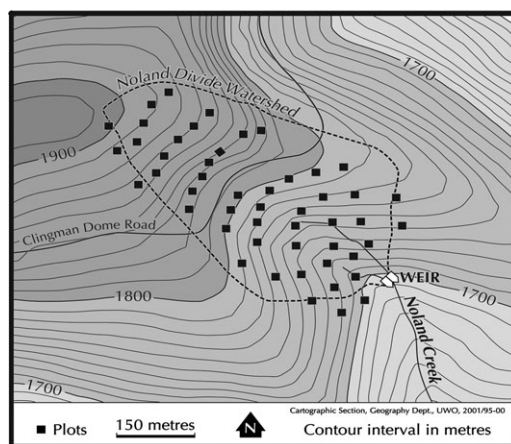 1700
Noland Divide Watershed
1900
Clingman Dome Road
1800
WEIR
1700
Noland Creek
1700
Cartographic Section, Geography Dept., UWO, 2001/95-00
Plots
150 metres
N
Contour interval in metres